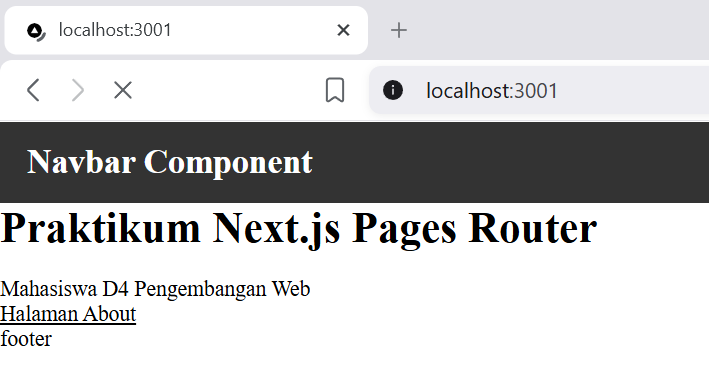 localhost:3001
localhost:3001
Navbar Component
Praktikum Next.js Pages Router
Mahasiswa D4 Pengembangan Web
Halaman About
footer